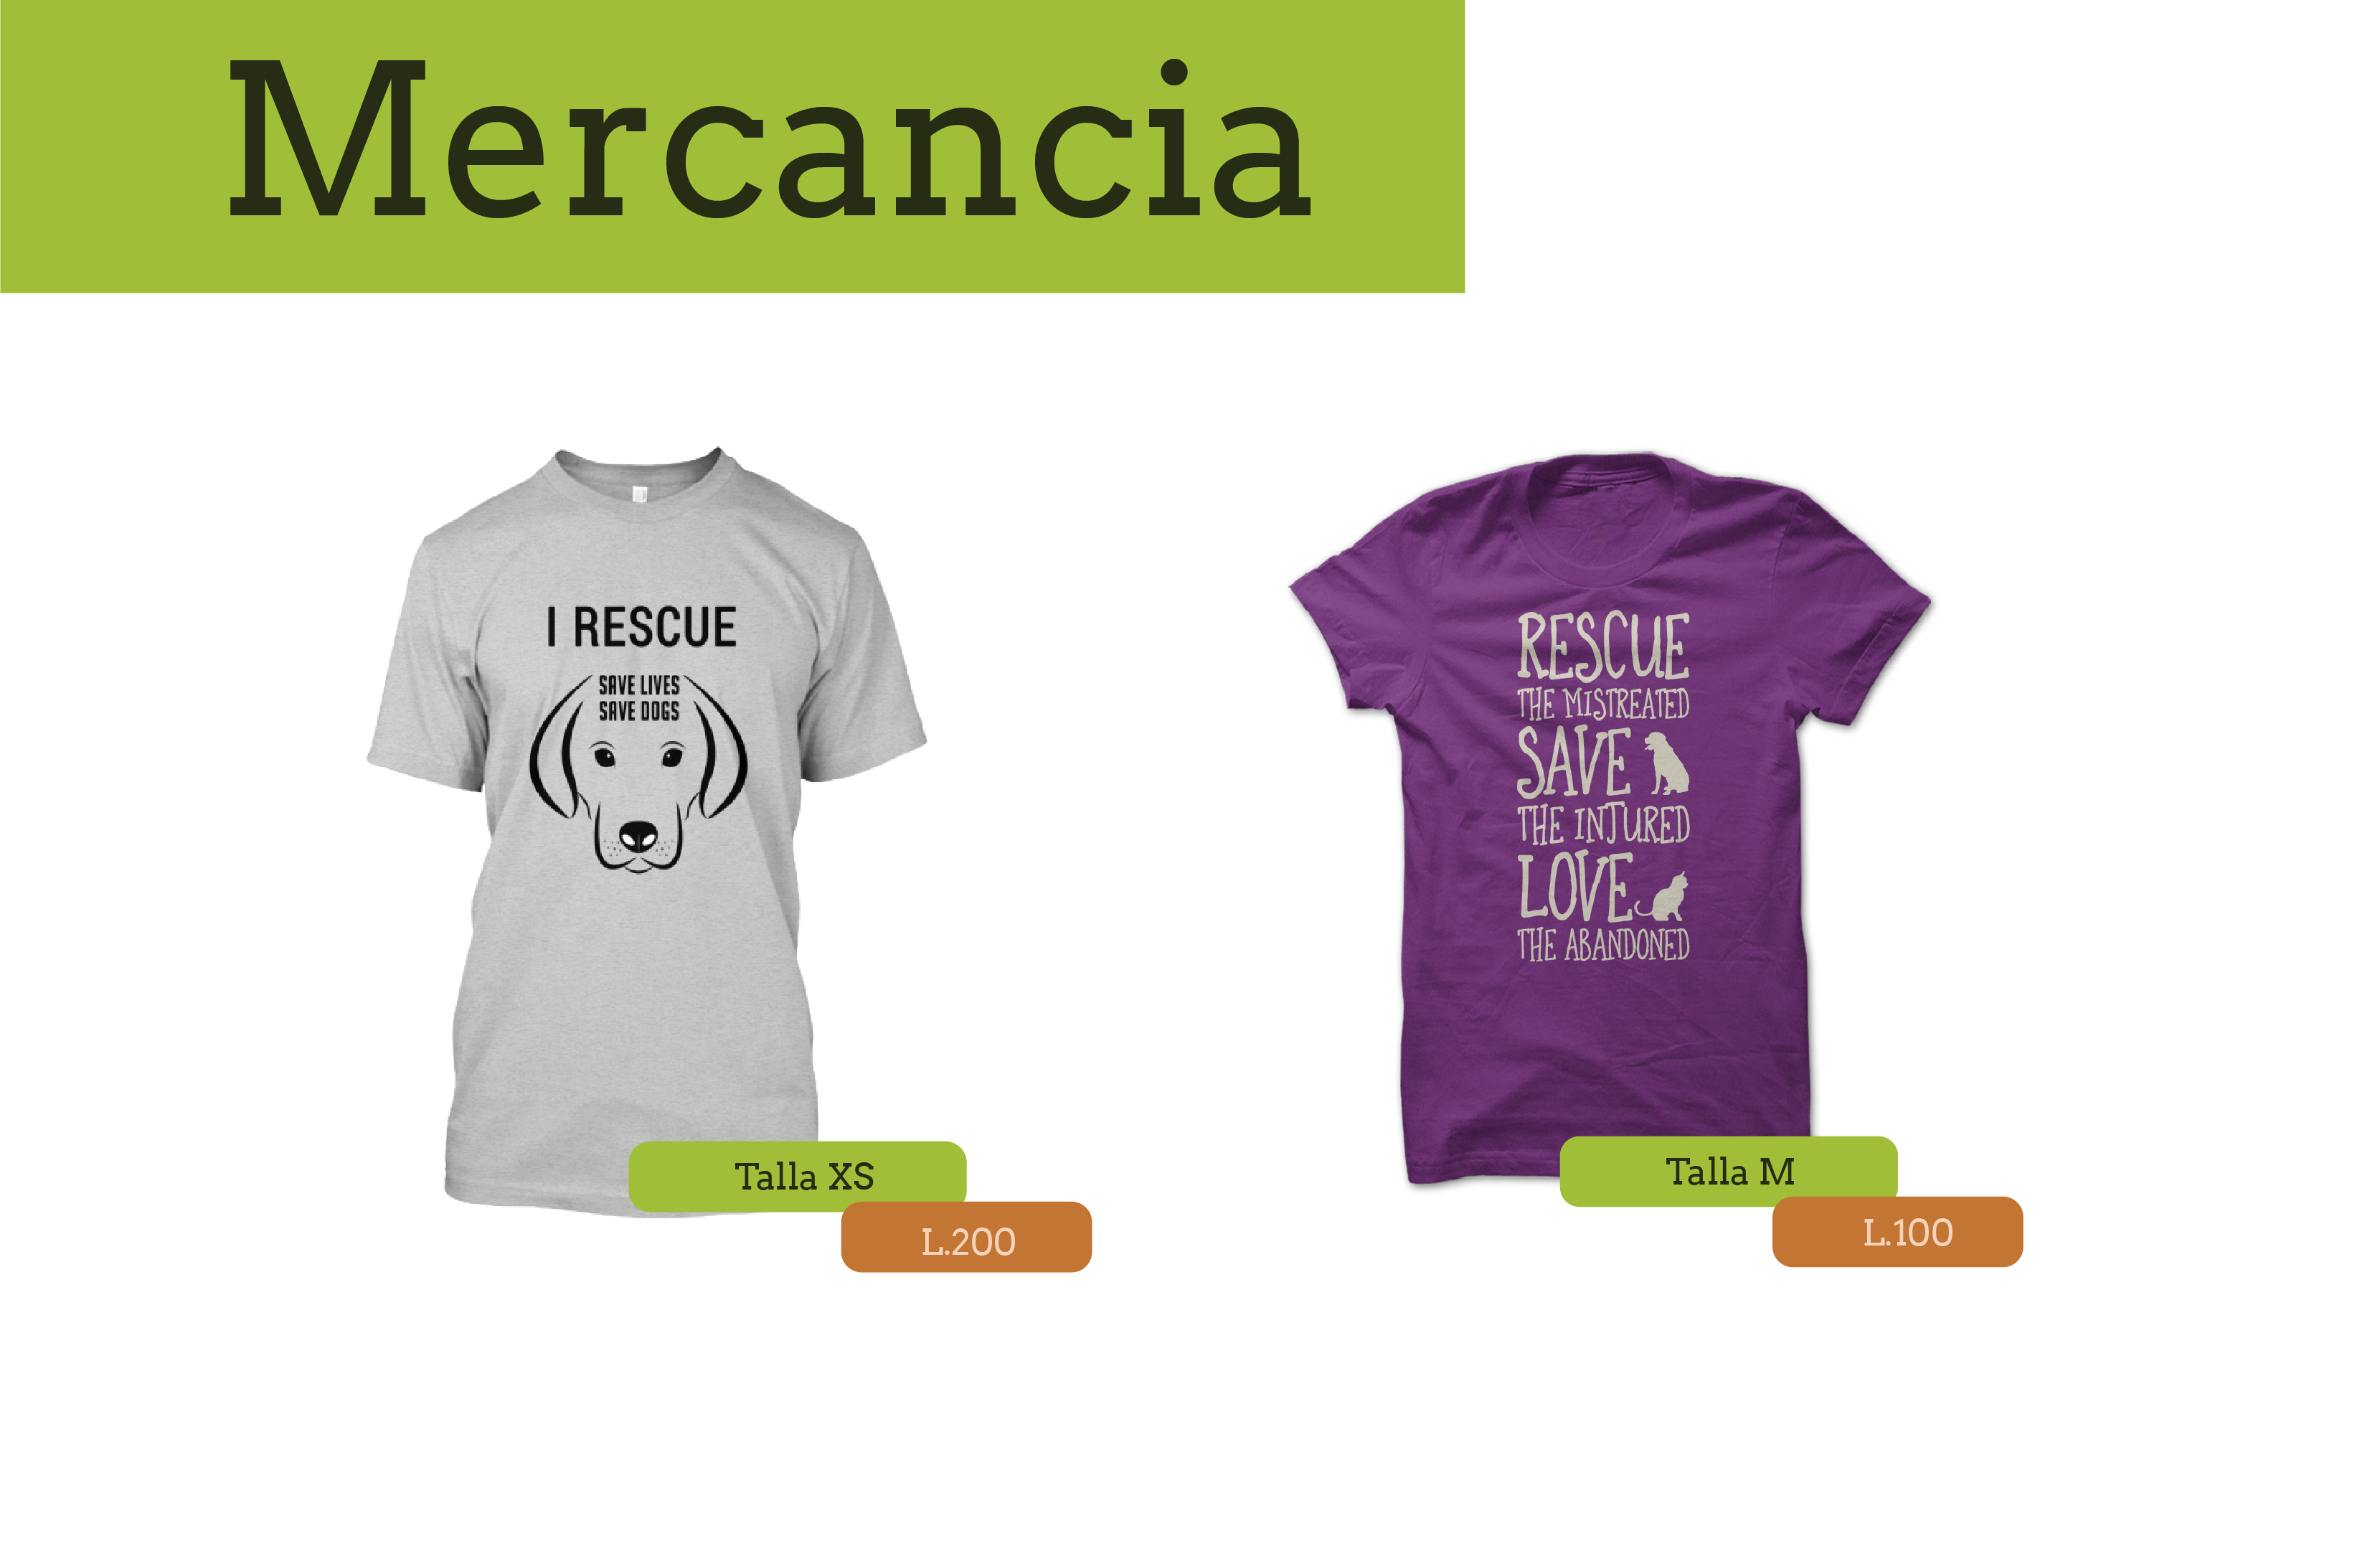 Mercancia
I RESCUE
SAVE LIVES
SAVE DOGS
Talla XS
L.200
RESCUE
THE MISTREATED
SAVE
THE INJURED
LOVE
THE ABANDONED
Talla M
L.100